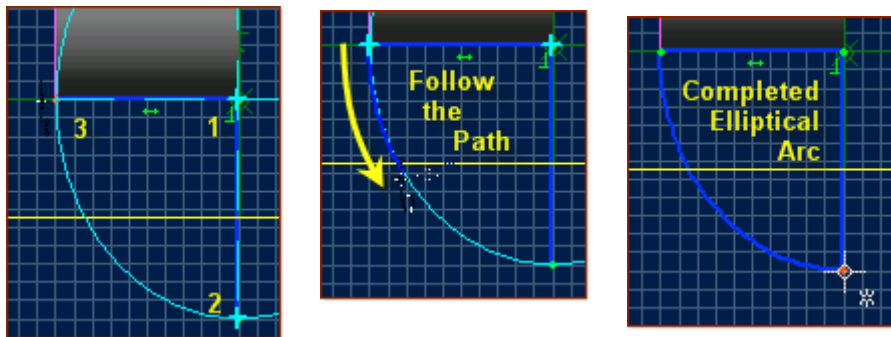 3
1
2
Follow
the
Path
Completed
Elliptical
Arc